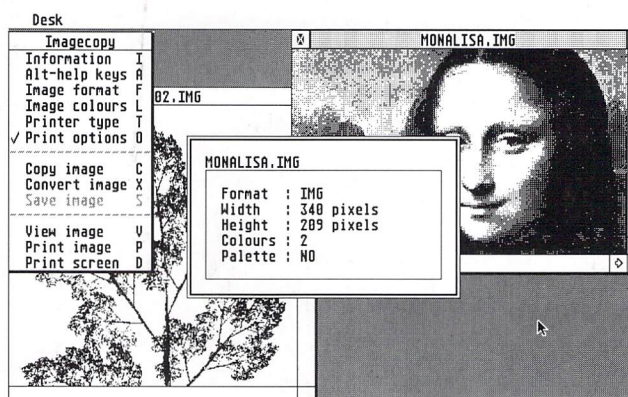 Desk
Imagecopy
Information I
Alt-help keys A
Image format F
Image colours L
Printer type T
✓ Print options O
Copy image C
Convert image X
Save image S
View image V
Print image P
Print screen D
02.IMG
MONALISA.IMG
MONALISA.IMG
Format : IMG
Width : 340 pixels
Height : 209 pixels
Colours : 2
Palette : NO